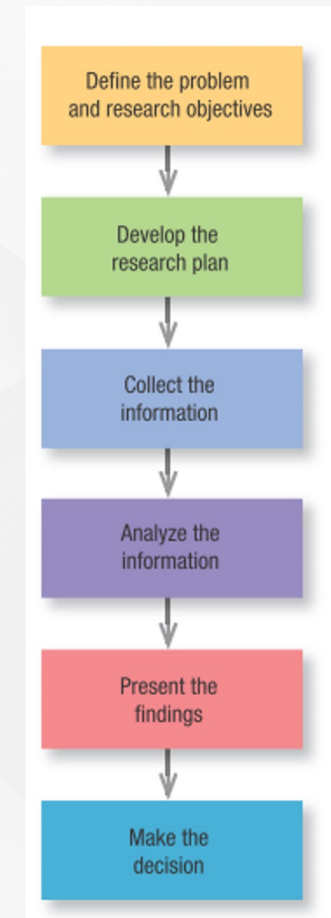 Define the problem
and research objectives
Develop the
research plan
Collect the
information
Analyze the
information
Present the
findings
Make the
decision